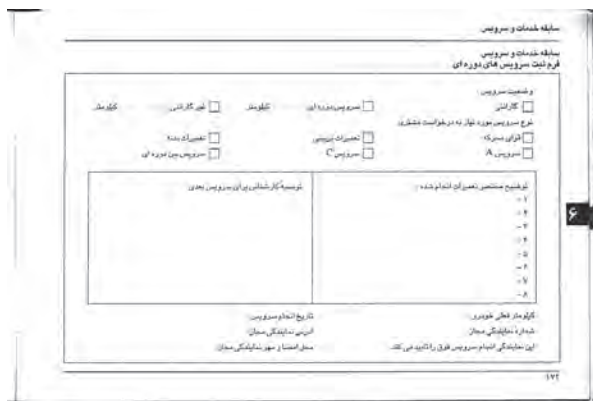 سابقه خدمات و سرویس
سابقه خدمات و سرویس
فرم ثبت سرویس های دوره ای
وضعیت سرویس :
گارانتی سرویس دوره ای کیلومتر غیر گارانتی کیلومتر
نوع سرویس مورد نیاز به درخواست مشتری
تعمیرات بدنه
سرویس A سرویس C سرویس بین دوره ای
توضیح مختصر تعمیرات انجام شده :
۱ -
۲ -
۳ -
۴ -
۵ -
۶ -
۷ -
۸ -
توصیه کارشناس برای سرویس بعدی
۶
کیلومتر فعلی خودرو: تاریخ انجام سرویس:
شماره نمایندگی مجاز: آدرس نمایندگی مجاز:
این نمایندگی انجام سرویس فوق را تایید می کند. محل امضا و مهر نمایندگی مجاز:
۱۷۲